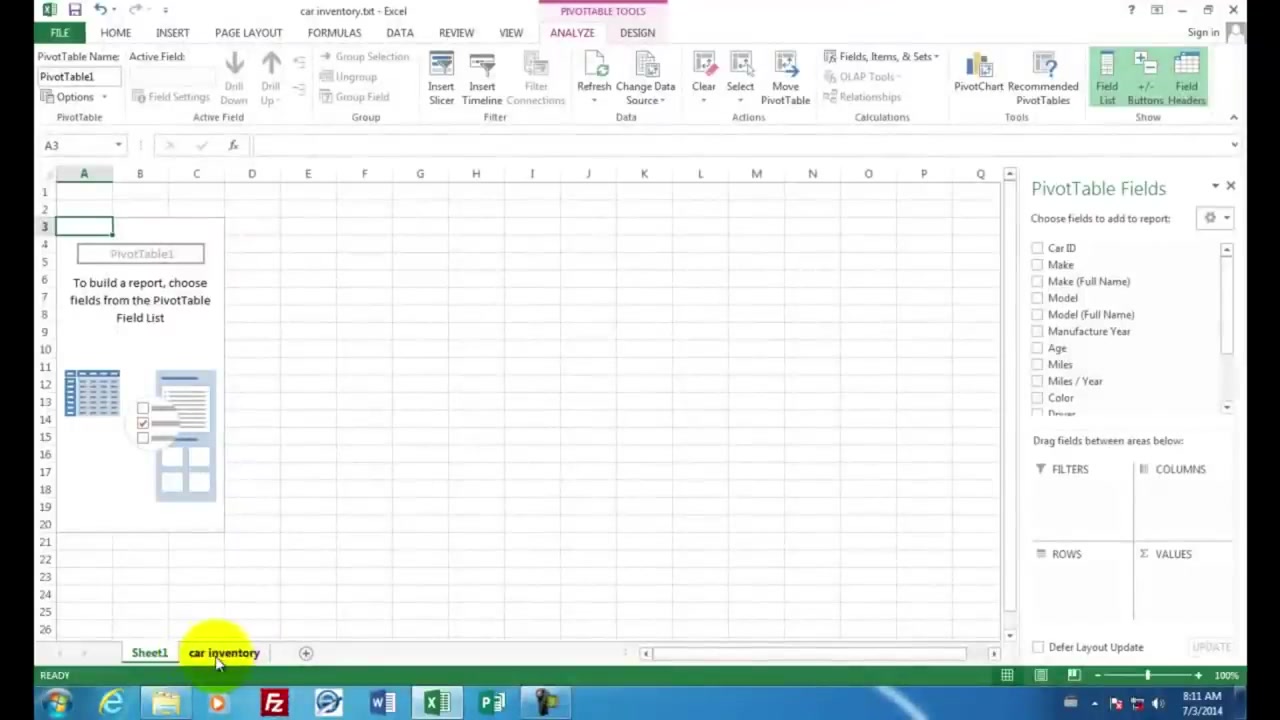 car inventory.txt - Excel
PIVOTTABLE TOOLS
?
FILE
HOME
INSERT
PAGE LAYOUT
FORMULAS
DATA
REVIEW
VIEW
ANALYZE
DESIGN
Sign in
PivotTable Name:
PivotTable1
Options
PivotTable
Active Field:
Field Settings
Drill
Down
Drill
Up
Active Field
Group Selection
Ungroup
Group Field
Group
Insert
Slicer
Insert
Timeline
Filter
Connections
Filter
Refresh
Change Data
Source
Data
Clear
Select
Move
PivotTable
Actions
Fields, Items, & Sets
OLAP Tools
Relationships
Calculations
PivotChart
Recommended
PivotTables
Tools
Field
List
+/-
Buttons
Field
Headers
Show
A3
fx
A B C D E F G H I J K L M N O P Q
1
2
3
4
5
6
7
8
9
10
11
12
13
14
15
16
17
18
19
20
21
22
23
24
25
26
PivotTable1
To build a report, choose
fields from the PivotTable
Field List
PivotTable Fields
Choose fields to add to report:
Car ID
Make
Make (Full Name)
Model
Model (Full Name)
Manufacture Year
Age
Miles
Miles / Year
Color
Driver
Drag fields between areas below:
FILTERS
COLUMNS
ROWS
Σ VALUES
Defer Layout Update
UPDATE
Sheet1
car inventory
READY
100%
8:11 AM
7/3/2014